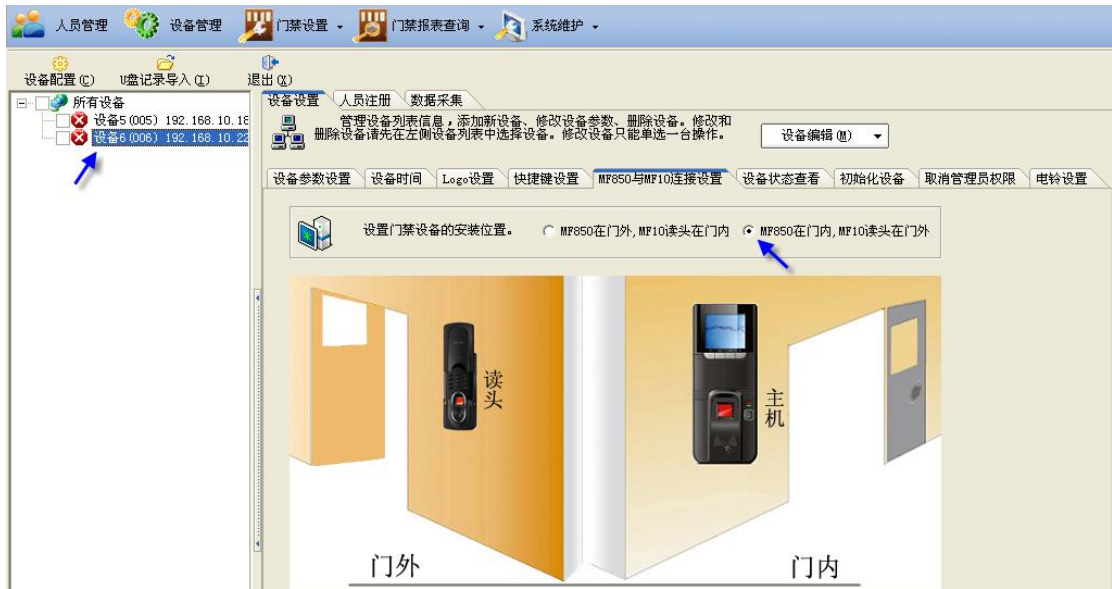 人员管理 设备管理 门禁设置 门禁报表查询 系统维护
设备配置(C) U盘记录导入(I) 退出(X)
所有设备
设备5(005) 192.168.10.18
设备6(006) 192.168.10.22
设备设置 人员注册 数据采集
管理设备列表信息，添加新设备、修改设备参数、删除设备。修改和
删除设备请先在左侧设备列表中选择设备。修改设备只能单选一台操作。
设备编辑(M)
设备参数设置 设备时间 Logo设置 快捷键设置 MF850与MF10连接设置 设备状态查看 初始化设备 取消管理员权限 电铃设置
设置门禁设备的安装位置。 MF850在门外,MF10读头在门内 MF850在门内,MF10读头在门外
读头
主机
门外 门内